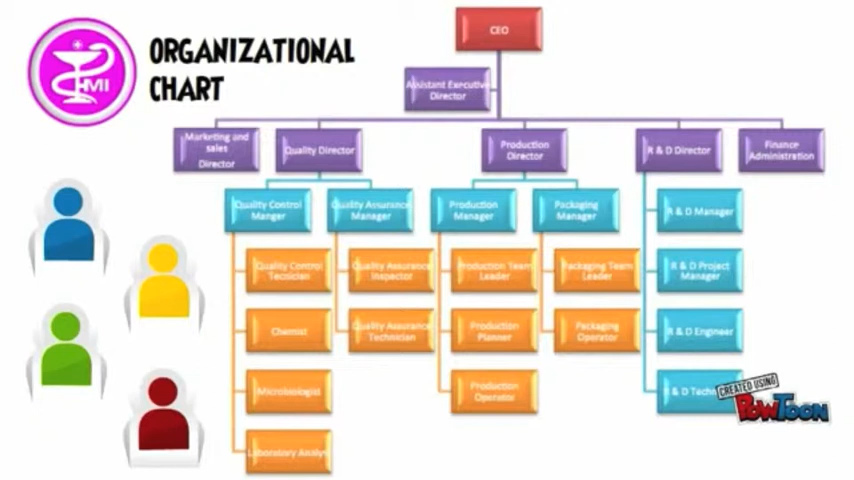 ORGANIZATIONAL
CHART
MI
CEO
Assistant Executive
Director
Marketing and
sales
Director
Quality Director
Production
Director
R & D Director
Finance
Administration
Quality Control
Manger
Quality Assurance
Manager
Production
Manager
Packaging
Manager
R & D Manager
Quality Control
Tecnician
Quality Assurance
Inspector
Production Team
Leader
Packaging Team
Leader
R & D Project
Manager
Chemist
Quality Assurance
Technician
Production
Planner
Packaging
Operator
R & D Engineer
Microbiologist
Production
Operator
R & D
CREATED USING
POWTOON
Laboratory